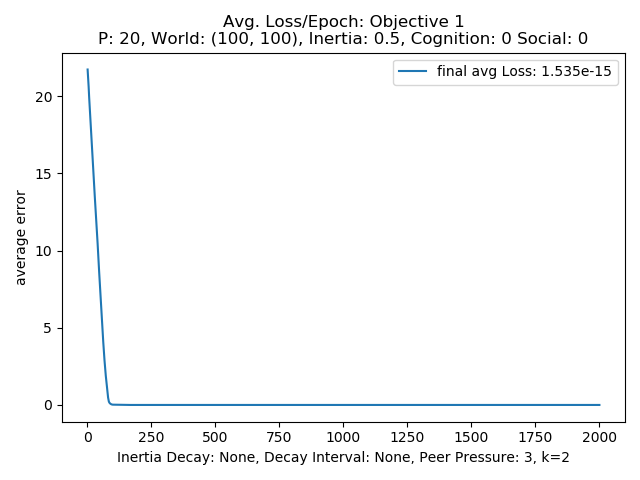 Avg. Loss/Epoch: Objective 1
P: 20, World: (100, 100), Inertia: 0.5, Cognition: 0 Social: 0
final avg Loss: 1.535e-15
20
15
10
5
0
average error
0 250 500 750 1000 1250 1500 1750 2000
Inertia Decay: None, Decay Interval: None, Peer Pressure: 3, k=2